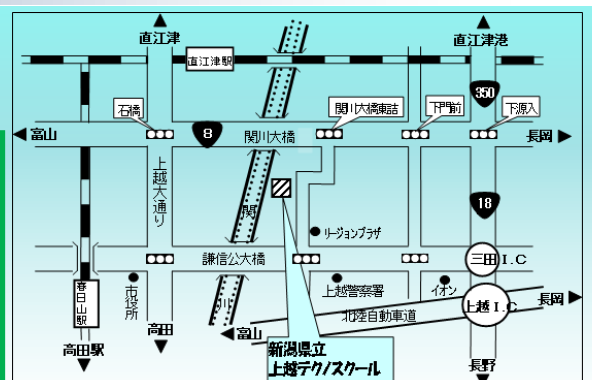 直江津
直江津港
直江津駅
石橋
関川大橋東詰
下門前
350
下源入
富山
8
関川大橋
長岡
上越大通り
関
18
リージョンプラザ
謙信公大橋
三田I.C
春日山駅
市役所
川
上越警察署
イオン
上越I.C
長岡
北陸自動車道
高田
富山
高田駅
新潟県立
上越テクノスクール
長野